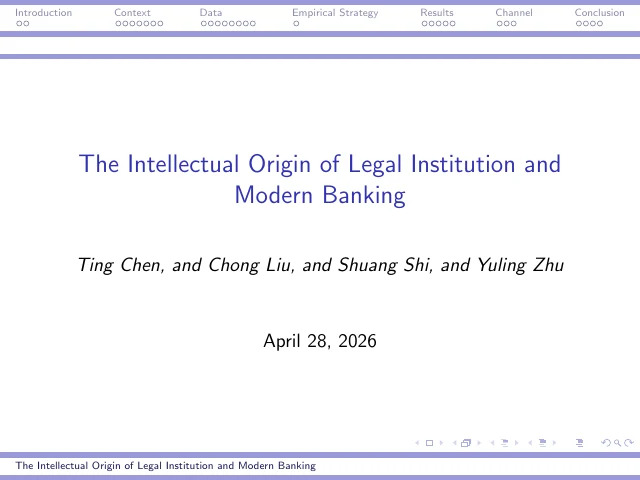 Introduction Context Data Empirical Strategy Results Channel Conclusion
The Intellectual Origin of Legal Institution and
Modern Banking
Ting Chen, and Chong Liu, and Shuang Shi, and Yuling Zhu
April 28, 2026
The Intellectual Origin of Legal Institution and Modern Banking